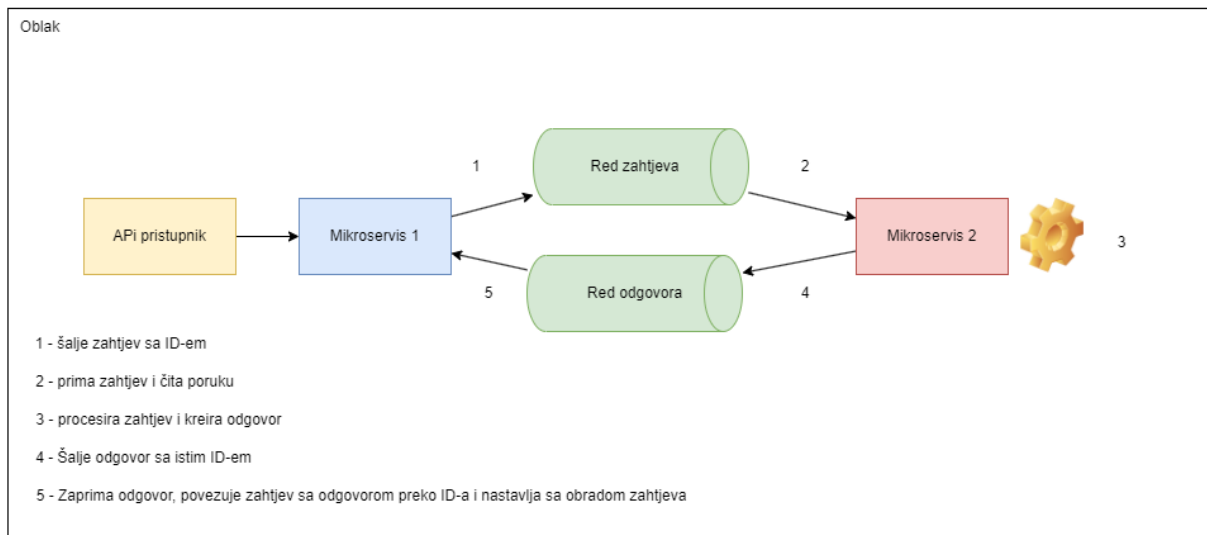 Oblak
Red zahtjeva
1
2
APi pristupnik
Mikroservis 1
Mikroservis 2
3
Red odgovora
5
4
1 - šalje zahtjev sa ID-em
2 - prima zahtjev i čita poruku
3 - procesira zahtjev i kreira odgovor
4 - Šalje odgovor sa istim ID-em
5 - Zaprima odgovor, povezuje zahtjev sa odgovorom preko ID-a i nastavlja sa obradom zahtjeva